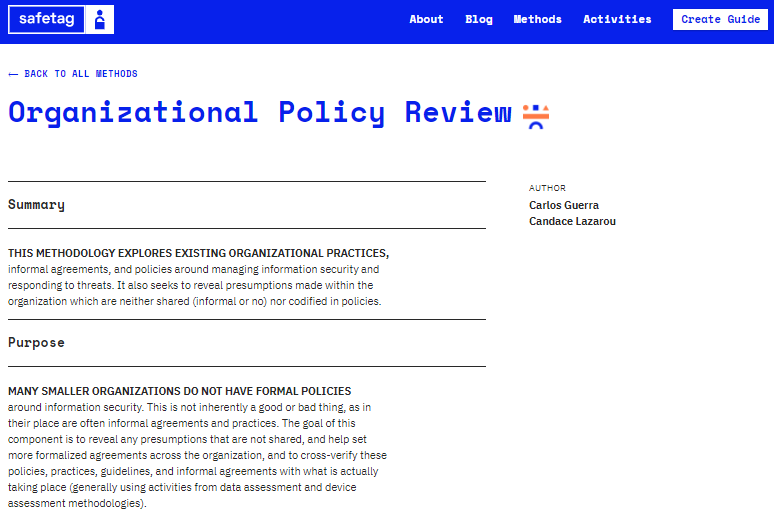 safetag
About Blog Methods Activities Create Guide
← BACK TO ALL METHODS
Organizational Policy Review
Summary
AUTHOR
Carlos Guerra
Candace Lazarou
THIS METHODOLOGY EXPLORES EXISTING ORGANIZATIONAL PRACTICES,
informal agreements, and policies around managing information security and
responding to threats. It also seeks to reveal presumptions made within the
organization which are neither shared (informal or no) nor codified in policies.
Purpose
MANY SMALLER ORGANIZATIONS DO NOT HAVE FORMAL POLICIES
around information security. This is not inherently a good or bad thing, as in
their place are often informal agreements and practices. The goal of this
component is to reveal any presumptions that are not shared, and help set
more formalized agreements across the organization, and to cross-verify these
policies, practices, guidelines, and informal agreements with what is actually
taking place (generally using activities from data assessment and device
assessment methodologies).